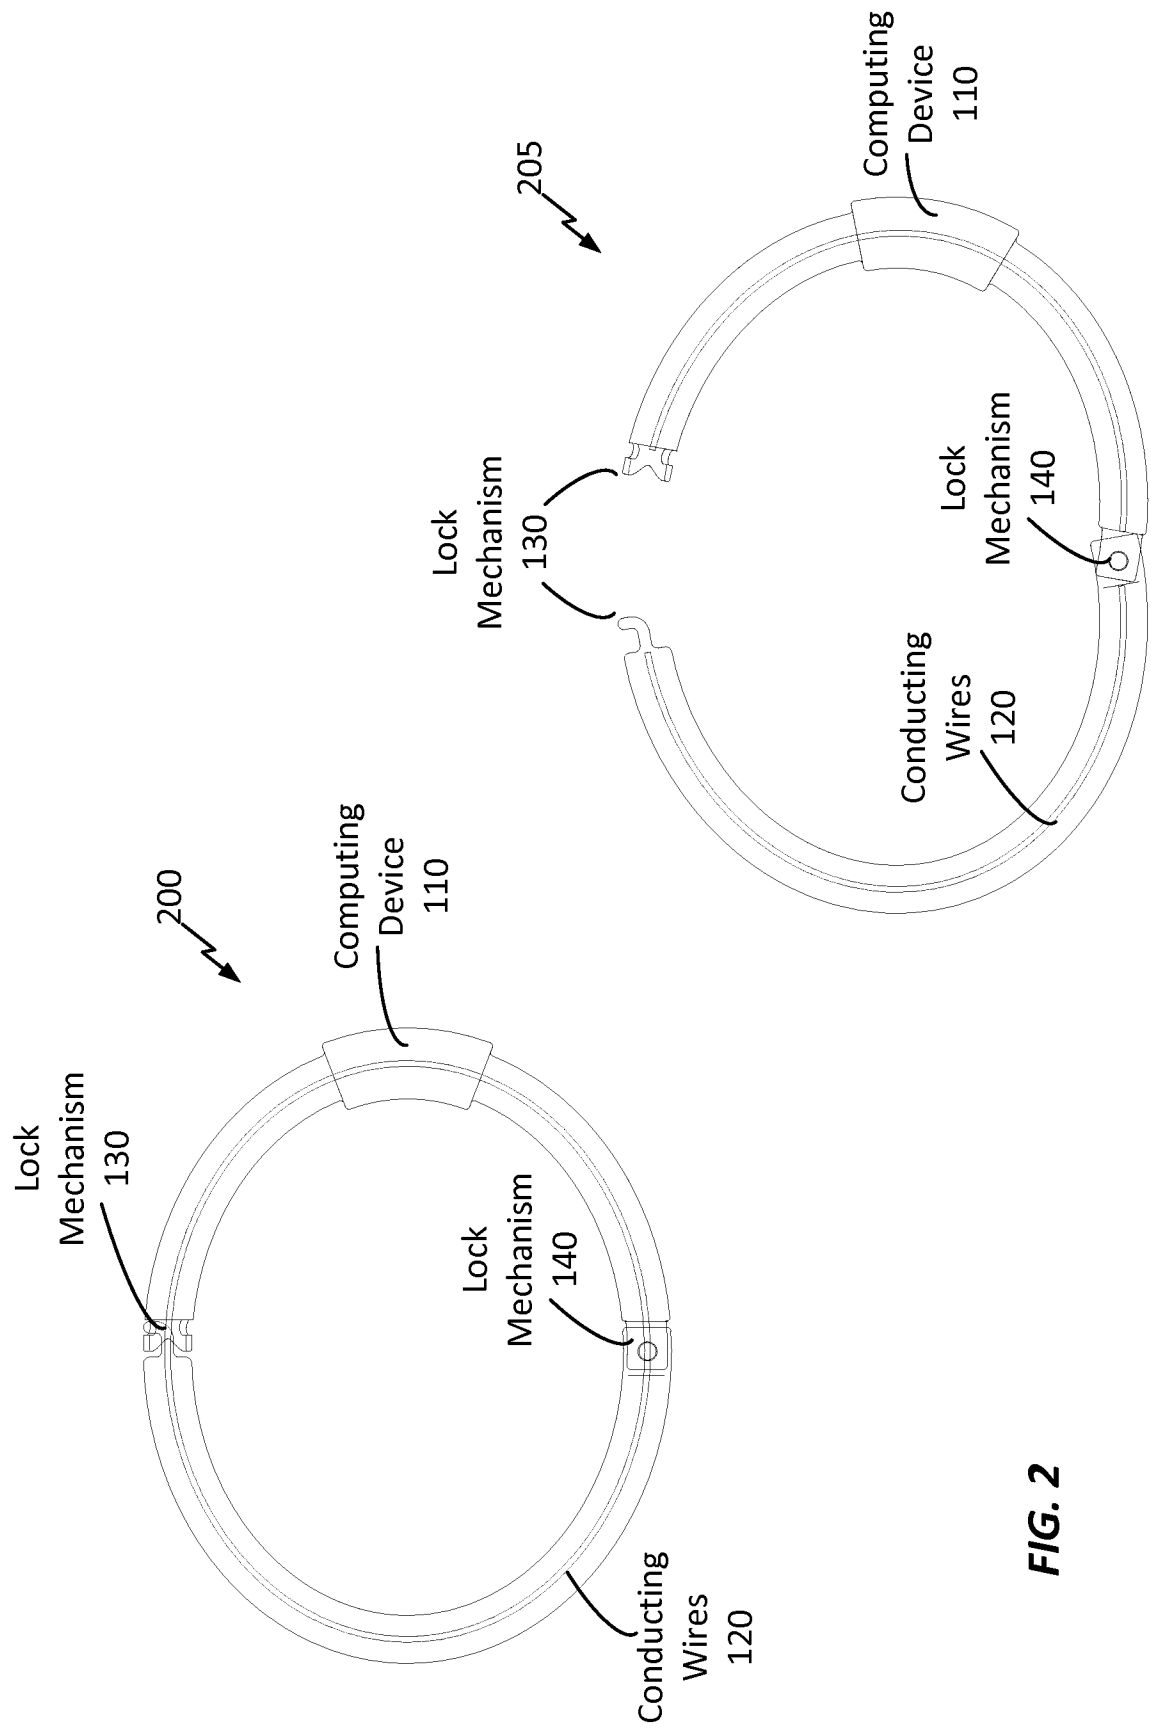 200
Lock
Mechanism
130
Computing
Device
110
Lock
Mechanism
140
Conducting
Wires
120
205
Lock
Mechanism
130
Computing
Device
110
Lock
Mechanism
140
Conducting
Wires
120
FIG. 2